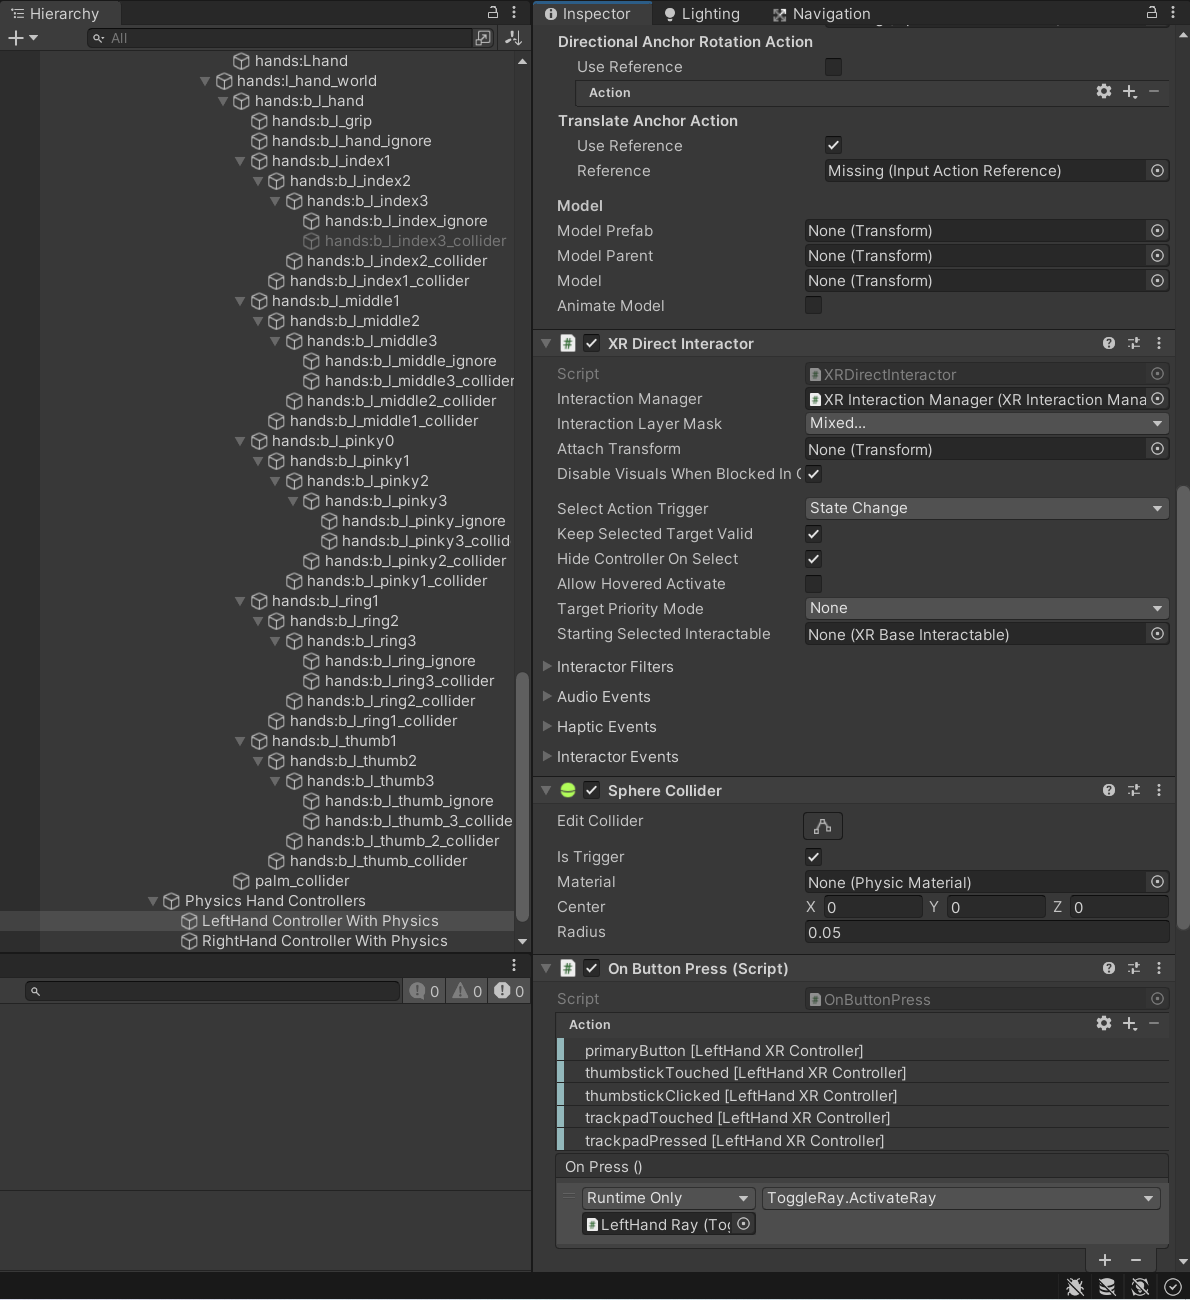 Hierarchy
All
hands:Lhand
hands:l_hand_world
hands:b_l_hand
hands:b_l_grip
hands:b_l_hand_ignore
hands:b_l_index1
hands:b_l_index2
hands:b_l_index3
hands:b_l_index_ignore
hands:b_l_index3_collider
hands:b_l_index2_collider
hands:b_l_index1_collider
hands:b_l_middle1
hands:b_l_middle2
hands:b_l_middle3
hands:b_l_middle_ignore
hands:b_l_middle3_collider
hands:b_l_middle2_collider
hands:b_l_middle1_collider
hands:b_l_pinky0
hands:b_l_pinky1
hands:b_l_pinky2
hands:b_l_pinky3
hands:b_l_pinky_ignore
hands:b_l_pinky3_collid
hands:b_l_pinky2_collider
hands:b_l_pinky1_collider
hands:b_l_ring1
hands:b_l_ring2
hands:b_l_ring3
hands:b_l_ring_ignore
hands:b_l_ring3_collider
hands:b_l_ring2_collider
hands:b_l_ring1_collider
hands:b_l_thumb1
hands:b_l_thumb2
hands:b_l_thumb3
hands:b_l_thumb_ignore
hands:b_l_thumb_3_collide
hands:b_l_thumb_2_collider
hands:b_l_thumb_collider
palm_collider
Physics Hand Controllers
LeftHand Controller With Physics
RightHand Controller With Physics
0 0 0
Inspector Lighting Navigation
Directional Anchor Rotation Action
Use Reference
Action
Translate Anchor Action
Use Reference
Reference Missing (Input Action Reference)
Model
Model Prefab None (Transform)
Model Parent None (Transform)
Model None (Transform)
Animate Model
XR Direct Interactor
Script XRDirectInteractor
Interaction Manager XR Interaction Manager (XR Interaction Mana
Interaction Layer Mask Mixed...
Attach Transform None (Transform)
Disable Visuals When Blocked In
Select Action Trigger State Change
Keep Selected Target Valid
Hide Controller On Select
Allow Hovered Activate
Target Priority Mode None
Starting Selected Interactable None (XR Base Interactable)
Interactor Filters
Audio Events
Haptic Events
Interactor Events
Sphere Collider
Edit Collider
Is Trigger
Material None (Physic Material)
Center X 0 Y 0 Z 0
Radius 0.05
On Button Press (Script)
Script OnButtonPress
Action
primaryButton [LeftHand XR Controller]
thumbstickTouched [LeftHand XR Controller]
thumbstickClicked [LeftHand XR Controller]
trackpadTouched [LeftHand XR Controller]
trackpadPressed [LeftHand XR Controller]
On Press ()
Runtime Only ToggleRay.ActivateRay
LeftHand Ray (Tog